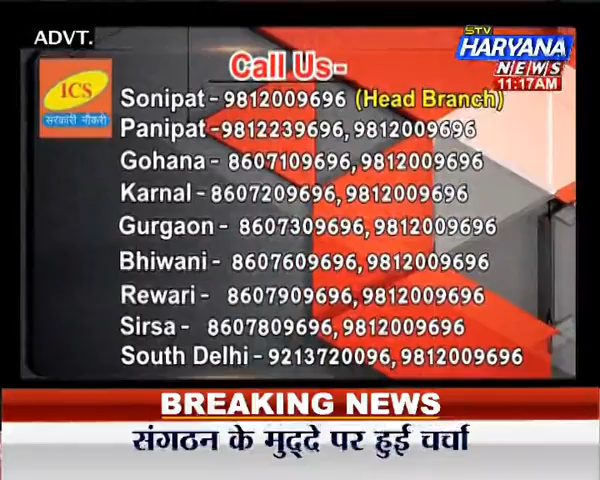 ADVT.
STV
HARYANA
NEWS
11:17AM
Call Us-
ICS
सरकारी नौकरी
Sonipat-9812009696 (Head Branch)
Panipat-9812239696,9812009696
Gohana- 8607109696,9812009696
Karnal-8607209696,9812009696
Gurgaon- 8607309696,9812009696
Bhiwani- 8607609696,9812009696
Rewari- 8607909696,9812009696
Sirsa- 8607809696,9812009696
South Delhi-9213720096,9812009696
BREAKING NEWS
संगठन के मुद्दे पर हुई चर्चा